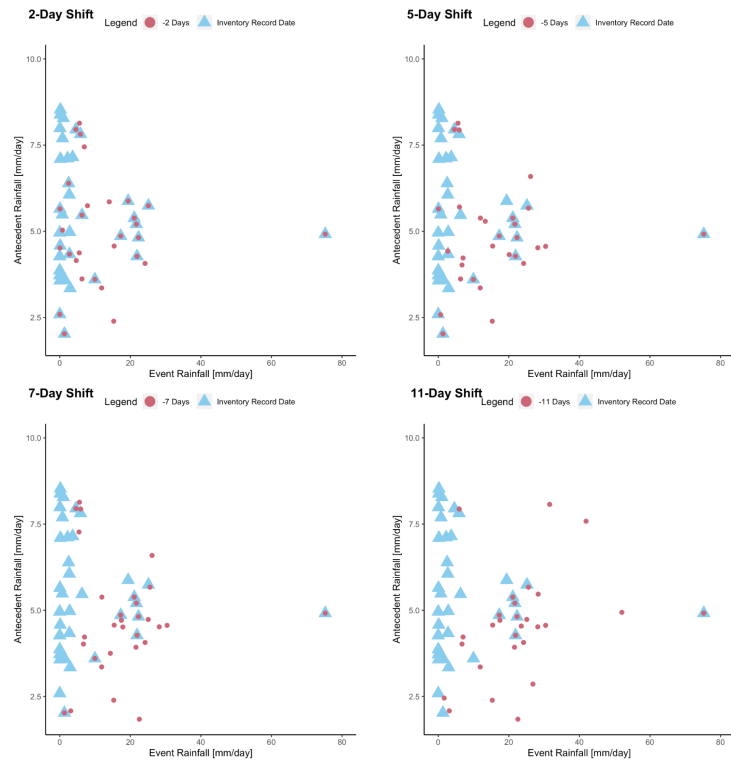 2-Day Shift
Legend -2 Days Inventory Record Date
Antecedent Rainfall [mm/day]
10.0
7.5
5.0
2.5
0 20 40 60 80
Event Rainfall [mm/day]
5-Day Shift
Legend -5 Days Inventory Record Date
Antecedent Rainfall [mm/day]
10.0
7.5
5.0
2.5
0 20 40 60 80
Event Rainfall [mm/day]
7-Day Shift
Legend -7 Days Inventory Record Date
Antecedent Rainfall [mm/day]
10.0
7.5
5.0
2.5
0 20 40 60 80
Event Rainfall [mm/day]
11-Day Shift
Legend -11 Days Inventory Record Date
Antecedent Rainfall [mm/day]
10.0
7.5
5.0
2.5
0 20 40 60 80
Event Rainfall [mm/day]